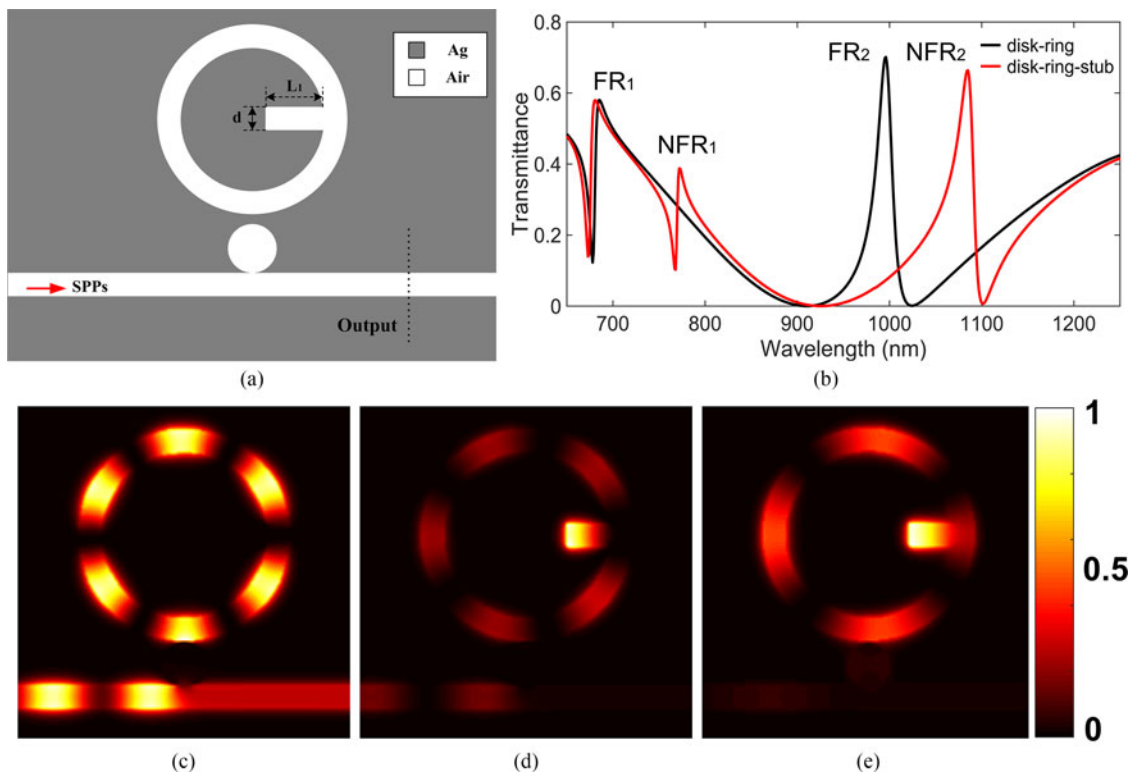 L1
d
Ag
Air
SPPs
Output
(a)
0.8
0.6
0.4
0.2
0
Transmittance
FR1
NFR1
FR2
NFR2
disk-ring
disk-ring-stub
700
800
900
1000
1100
1200
Wavelength (nm)
(b)
1
0.5
0
(c)
(d)
(e)